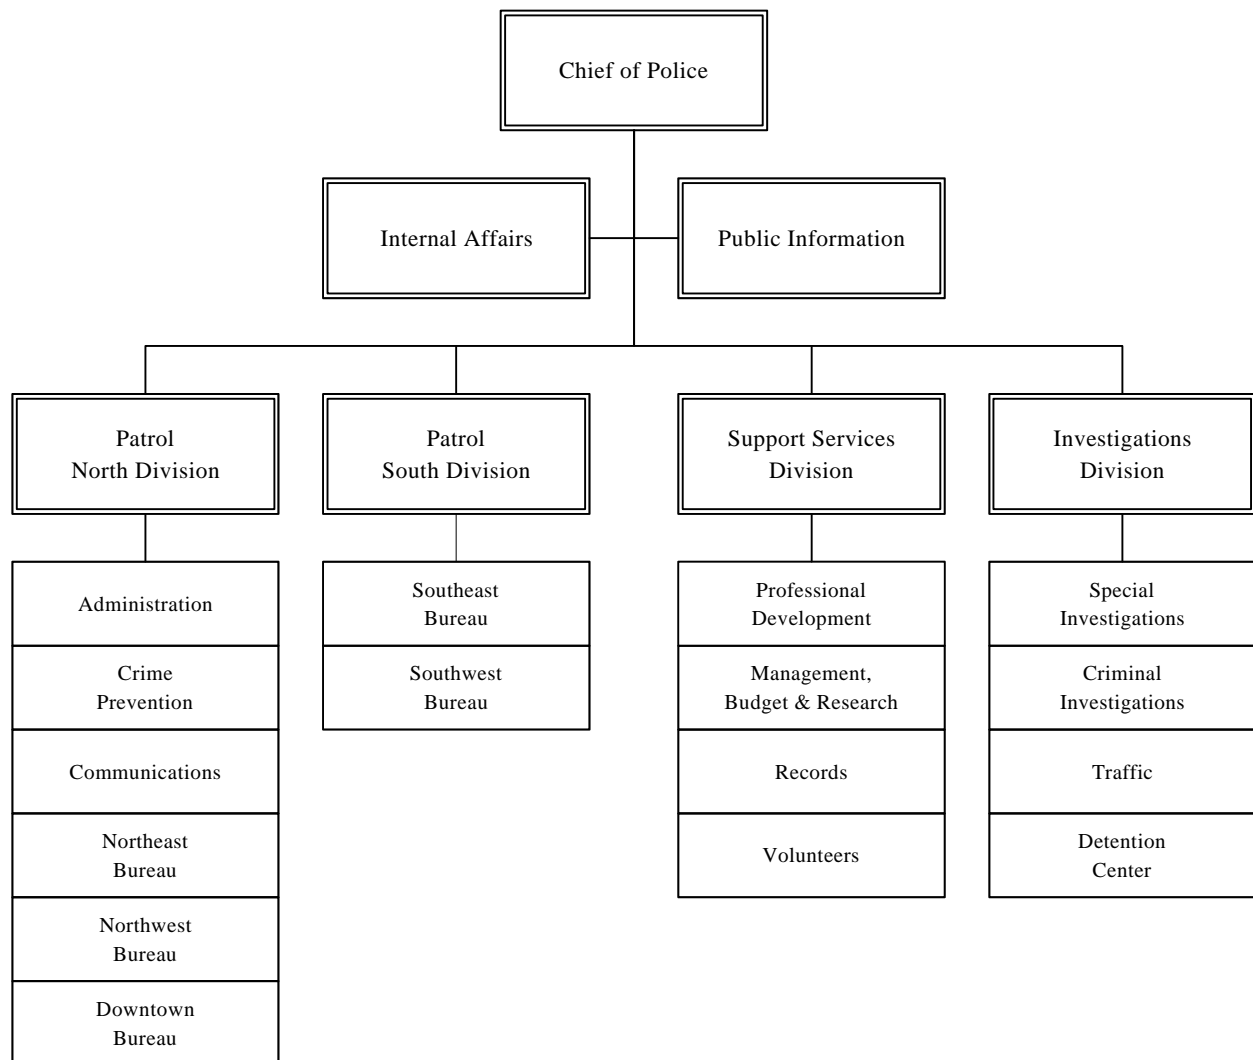 Chief of Police
Internal Affairs
Public Information
Patrol
North Division
Patrol
South Division
Support Services
Division
Investigations
Division
Administration
Crime
Prevention
Communications
Northeast
Bureau
Northwest
Bureau
Downtown
Bureau
Southeast
Bureau
Southwest
Bureau
Professional
Development
Management,
Budget & Research
Records
Volunteers
Special
Investigations
Criminal
Investigations
Traffic
Detention
Center